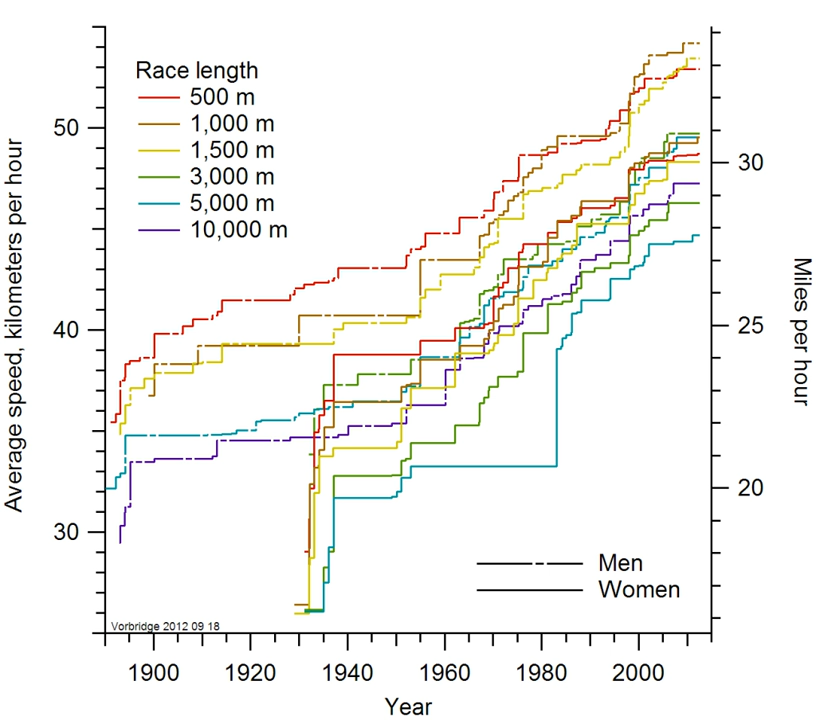 Race length
500 m
1,000 m
1,500 m
3,000 m
5,000 m
10,000 m
50
40
30
Average speed, kilometers per hour
30
25
20
Miles per hour
Men
Women
Vorbridge 2012 09 18
1900 1920 1940 1960 1980 2000
Year